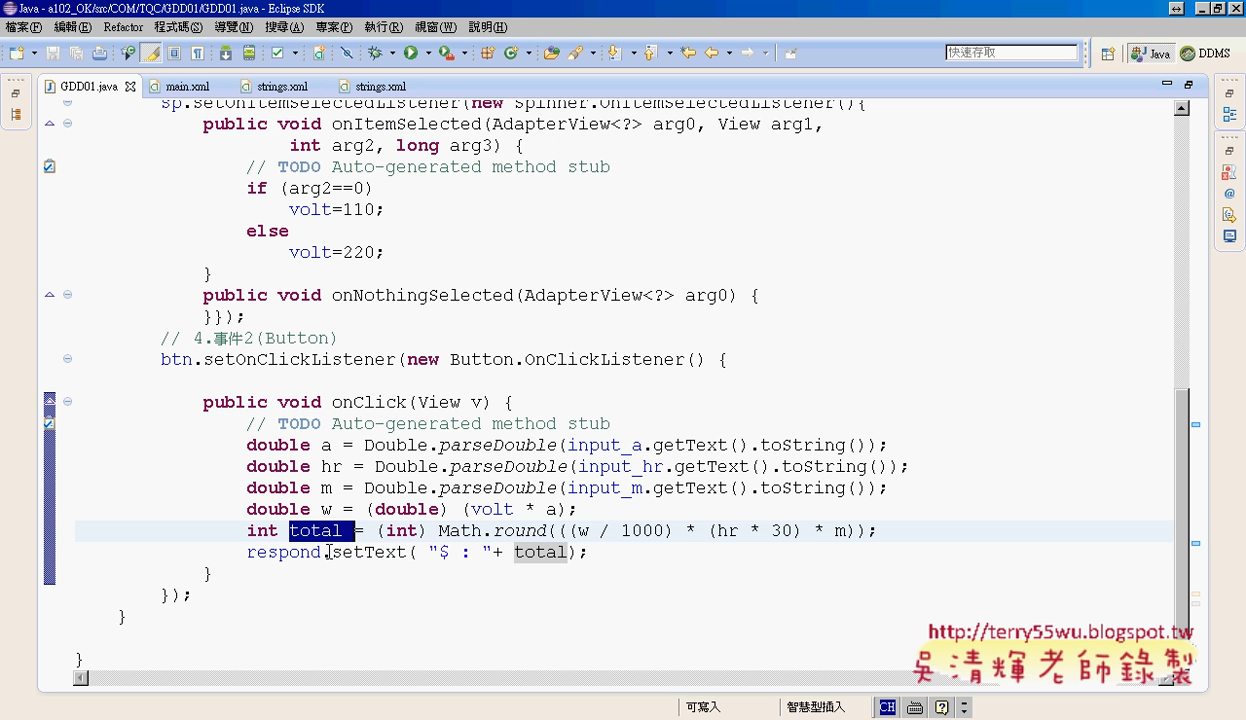 Java - a102_OK/src/COM/TQC/GDD01/GDD01.java - Eclipse SDK
檔案(F) 編輯(E) Refactor 程式碼(S) 導覽(N) 搜尋(A) 專案(P) 執行(R) 視窗(W) 說明(H)
快速存取 Java DDMS
GDD01.java main.xml strings.xml strings.xml
sp.setOnItemSelectedListener(new Spinner.OnItemSelectedListener(){
public void onItemSelected(AdapterView<?> arg0, View arg1,
int arg2, long arg3) {
// TODO Auto-generated method stub
if (arg2==0)
volt=110;
else
volt=220;
}
public void onNothingSelected(AdapterView<?> arg0) {
}});
// 4.事件2(Button)
btn.setOnClickListener(new Button.OnClickListener() {
public void onClick(View v) {
// TODO Auto-generated method stub
double a = Double.parseDouble(input_a.getText().toString());
double hr = Double.parseDouble(input_hr.getText().toString());
double m = Double.parseDouble(input_m.getText().toString());
double w = (double) (volt * a);
int total = (int) Math.round(((w / 1000) * (hr * 30) * m));
respond.setText( "$ : "+ total);
}
});
}
}
http://terry55wu.blogspot.tw
吳清輝老師錄製
可寫入 智慧型插入 CH